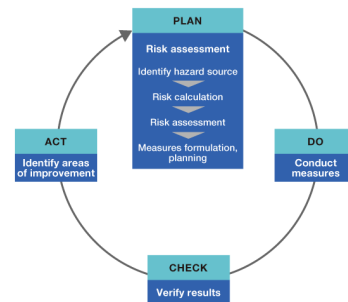 PLAN
Risk assessment
Identify hazard source
Risk calculation
Risk assessment
Measures formulation,
planning
ACT
Identify areas
of improvement
DO
Conduct
measures
CHECK
Verify results